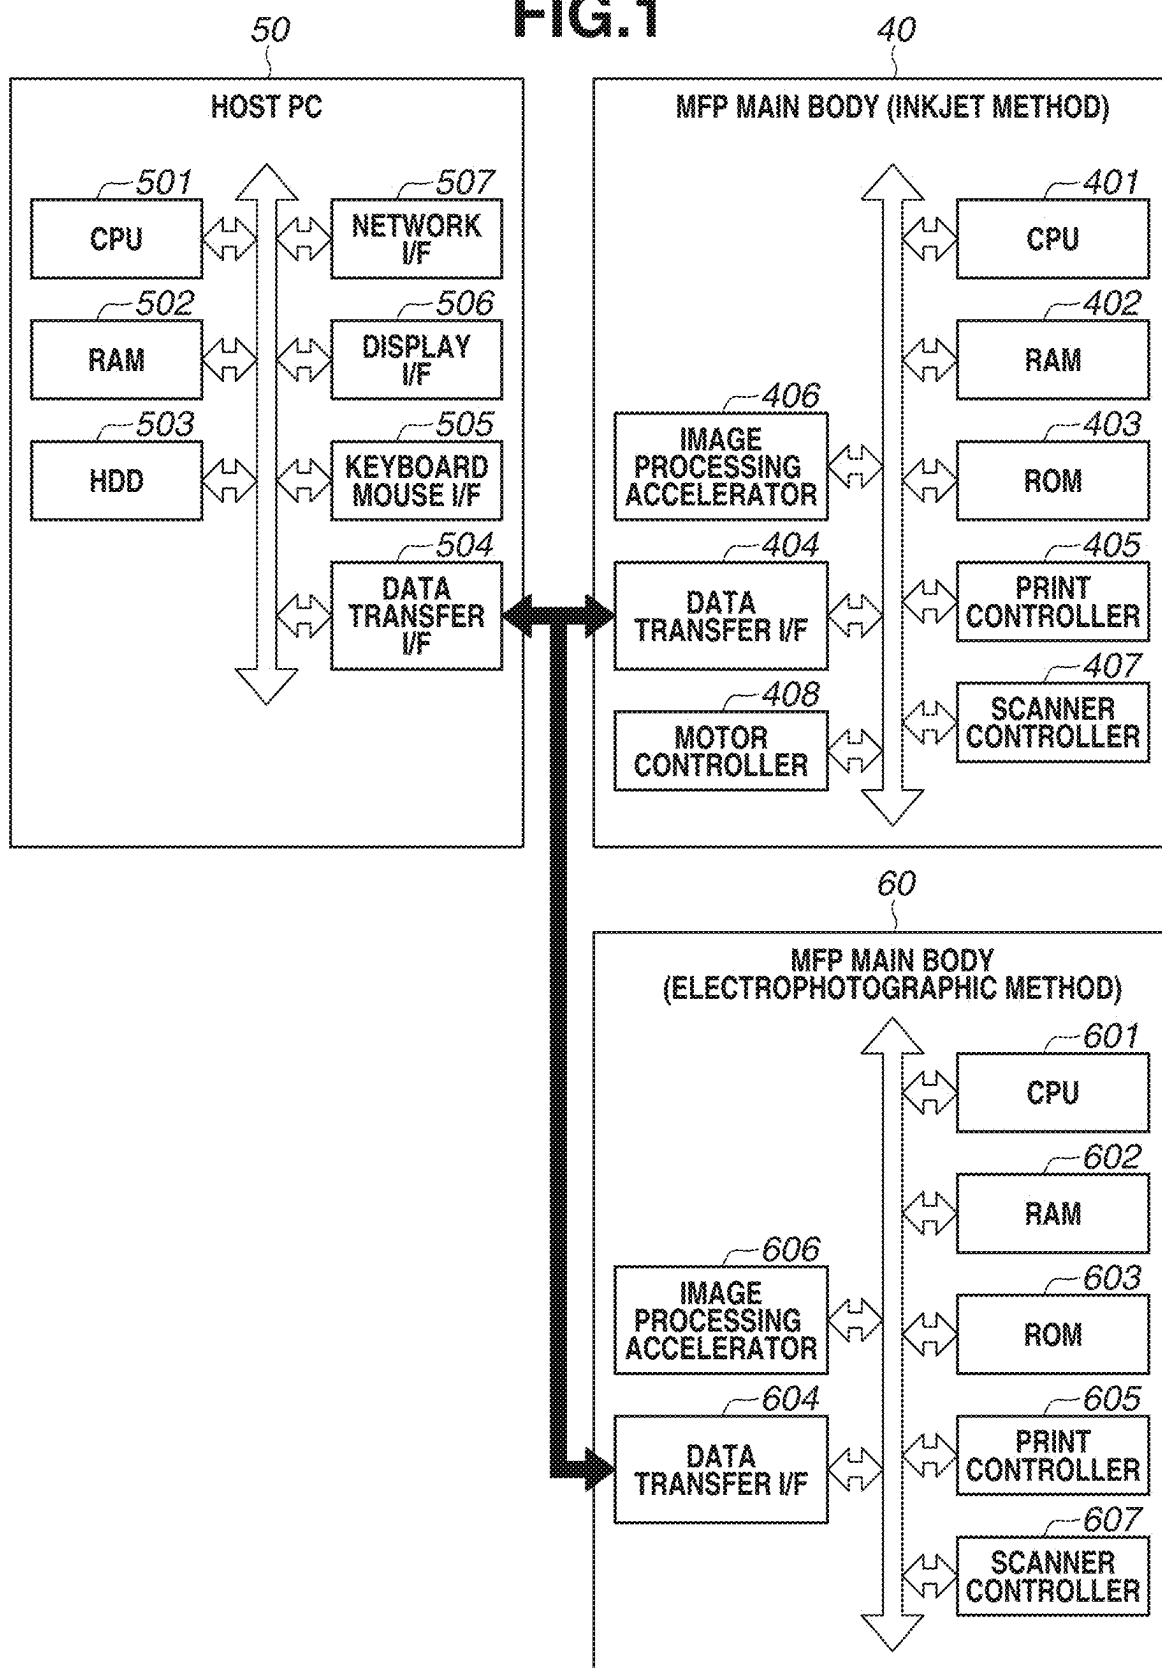 FIG.1
50
HOST PC
501
CPU
502
RAM
503
HDD
507
NETWORK
I/F
506
DISPLAY
I/F
505
KEYBOARD
MOUSE I/F
504
DATA
TRANSFER
I/F
40
MFP MAIN BODY (INKJET METHOD)
406
IMAGE
PROCESSING
ACCELERATOR
404
DATA
TRANSFER I/F
408
MOTOR
CONTROLLER
401
CPU
402
RAM
403
ROM
405
PRINT
CONTROLLER
407
SCANNER
CONTROLLER
60
MFP MAIN BODY
(ELECTROPHOTOGRAPHIC METHOD)
606
IMAGE
PROCESSING
ACCELERATOR
604
DATA
TRANSFER I/F
601
CPU
602
RAM
603
ROM
605
PRINT
CONTROLLER
607
SCANNER
CONTROLLER